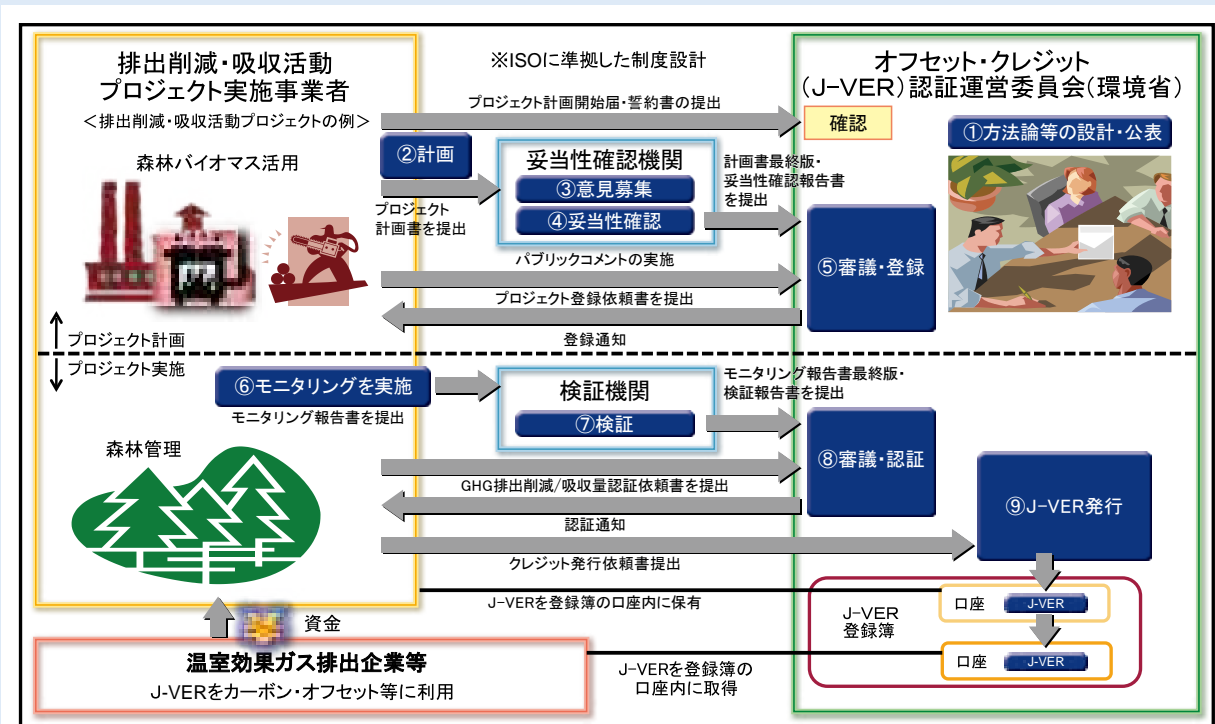 排出削減・吸収活動
プロジェクト実施事業者
＜排出削減・吸収活動プロジェクトの例＞
森林バイオマス活用
※ISOに準拠した制度設計
オフセット・クレジット
（J-VER）認証運営委員会（環境省）
プロジェクト計画開始届・誓約書の提出
確認
①方法論等の設計・公表
②計画
プロジェクト
計画書を提出
妥当性確認機関
③意見募集
④妥当性確認
計画書最終版・
妥当性確認報告書
を提出
⑤審議・登録
パブリックコメントの実施
プロジェクト登録依頼書を提出
登録通知
プロジェクト計画
プロジェクト実施
⑥モニタリングを実施
モニタリング報告書を提出
検証機関
⑦検証
モニタリング報告書最終版・
検証報告書を提出
⑧審議・認証
森林管理
GHG排出削減/吸収量認証依頼書を提出
認証通知
クレジット発行依頼書提出
⑨J-VER発行
J-VERを登録簿の口座内に保有
J-VER
登録簿
口座 J-VER
口座 J-VER
資金
温室効果ガス排出企業等
J-VERをカーボン・オフセット等に利用
J-VERを登録簿の
口座内に取得